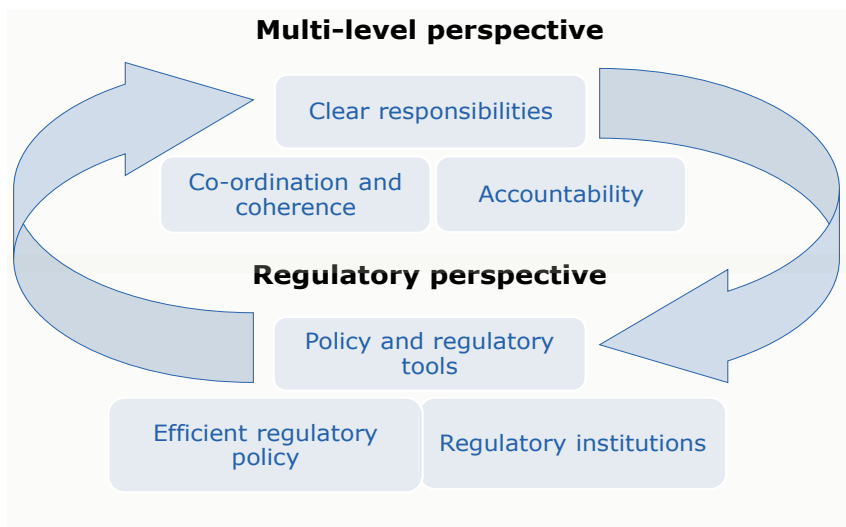 Multi-level perspective
Clear responsibilities
Co-ordination and
coherence
Accountability
Regulatory perspective
Policy and regulatory
tools
Efficient regulatory
policy
Regulatory institutions